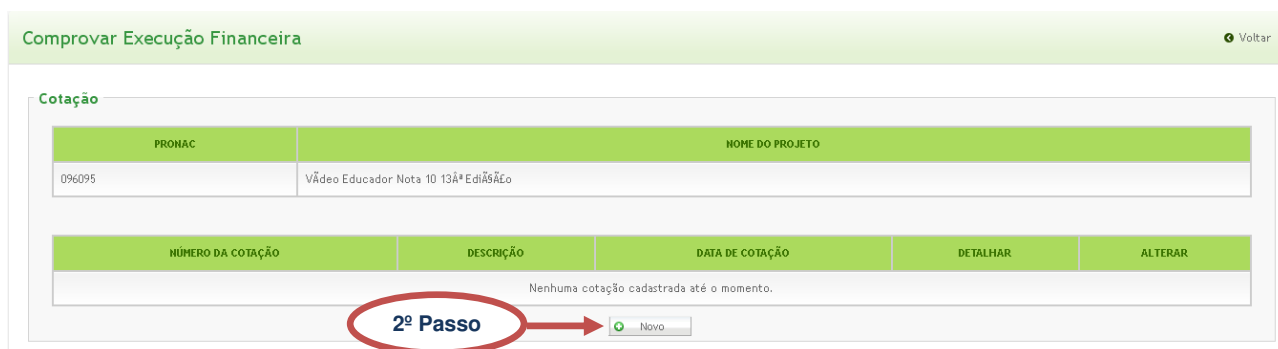 Comprovar Execução Financeira
Voltar
Cotação
PRONAC NOME DO PROJETO
096095 VÃdeo Educador Nota 10 13Âª EdiÃ§Ã£o
NÚMERO DA COTAÇÃO DESCRIÇÃO DATA DE COTAÇÃO DETALHAR ALTERAR
Nenhuma cotação cadastrada até o momento.
2º Passo
Novo